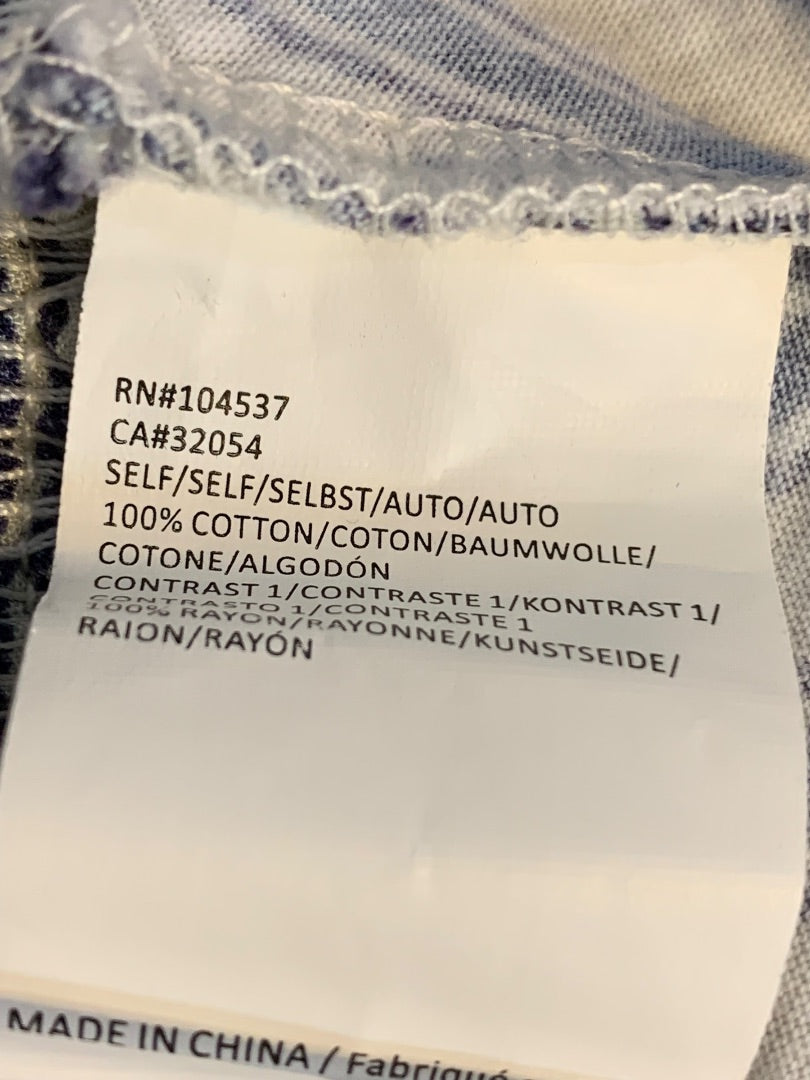 RN#104537
CA#32054
SELF/SELF/SELBST/AUTO/AUTO
100% COTTON/COTON/BAUMWOLLE/
COTONE/ALGODÓN
CONTRAST 1/CONTRASTE 1/KONTRAST 1/
CONTRASTO 1/CONTRASTE 1
100% RAYON/RAYONNE/KUNSTSEIDE/
RAION/RAYÓN
MADE IN CHINA / Fabriqué